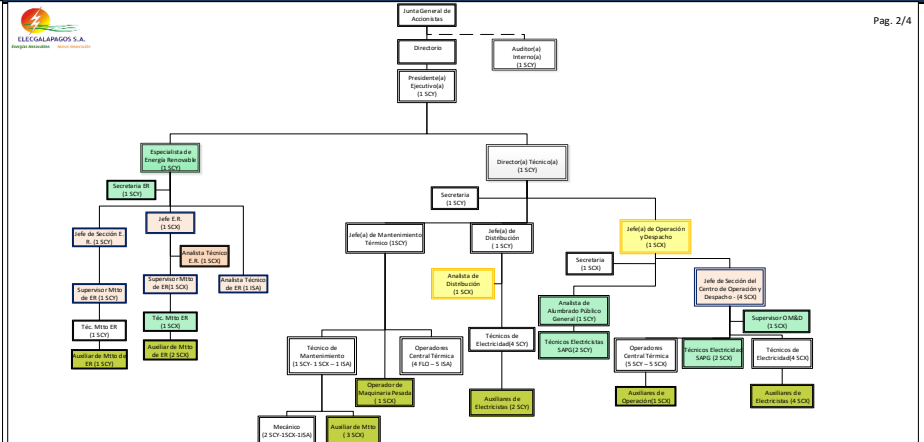 Pag. 2/4
ELECGALAPAGOS S.A.
Junta General de
Accionistas
Directorio
Auditor(a)
Interno(a)
(1 SCY)
Presidente(a)
Ejecutivo(a)
(1 SCY)
Especialista de
Energía Renovable
(1 SCY)
Director(a) Técnico(a)
(1 SCY)
Secretaria ER
(1 SCY)
Secretaria
(1 SCY)
Jefe de Sección E.
R. (1 SCY)
Jefe E.R.
(1 SCX)
Analista Técnico
E.R. (1 SCX)
Analista Técnico
de ER (1 ISA)
Supervisor Mtto
de ER (1 SCY)
Supervisor Mtto
de ER(1 SCX)
Téc. Mtto ER
(1 SCY)
Téc. Mtto ER
(1 SCX)
Auxiliar de Mtto de
ER (1 SCY)
Auxiliar de Mtto
de ER (2 SCX)
Jefe(a) de Mantenimiento
Térmico (1SCY)
Jefe(a) de
Distribución
( 1 SCY)
Jefe(a) de Operación
y Despacho
(1 SCX)
Analista de
Distribución
(1 SCX)
Secretaria
(1 SCX)
Jefe de Sección del
Centro de Operación y
Despacho - (4 SCX)
Analista de
Alumbrado Público
General (1 SCY)
Supervisor OM&D
(1 SCX)
Técnico de
Mantenimiento
(1 SCY- 1 SCX – 1 ISA)
Operadores
Central Térmica
(4 FLO – 5 ISA)
Técnicos de
Electricidad(4 SCY)
Técnicos Electricistas
SAPG(2 SCY)
Operadores
Central Térmica
(5 SCY – 5 SCX)
Técnicos Electricidad
SAPG (2 SCX)
Técnicos de
Electricidad(4 SCX)
Operador de
Maquinaria Pesada
( 1 SCX)
Auxiliares de
Electricistas (2 SCY)
Auxiliares de
Operación(1 SCX)
Auxiliares de
Electricistas (4 SCX)
Mecánico
(2 SCY-1SCX-1ISA)
Auxiliar de Mtto
( 3 SCX)